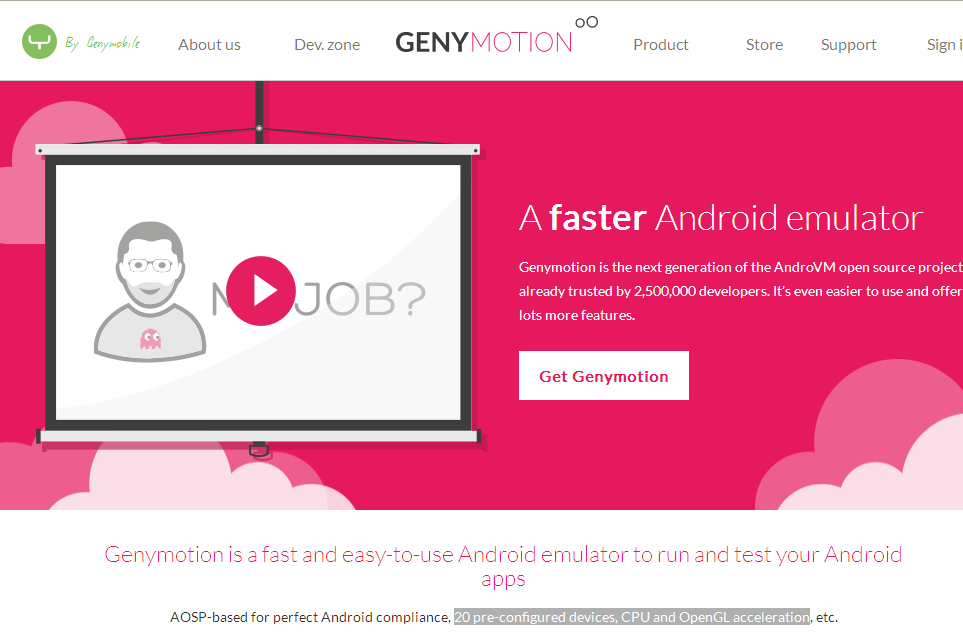 By Genymobile
About us
Dev. zone
GENYMOTION
Product
Store
Support
Sign i
JOB?
A faster Android emulator
Genymotion is the next generation of the AndroVM open source project
already trusted by 2,500,000 developers. It's even easier to use and offer
lots more features.
Get Genymotion
Genymotion is a fast and easy-to-use Android emulator to run and test your Android
apps
AOSP-based for perfect Android compliance, 20 pre-configured devices, CPU and OpenGL acceleration, etc.